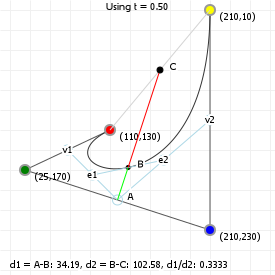 Using t = 0.50
(210,10)
C
(110,130)
v2
v1
B
e2
e1
(25,170)
A
(210,230)
d1 = A-B: 34.19, d2 = B-C: 102.58, d1/d2: 0.3333